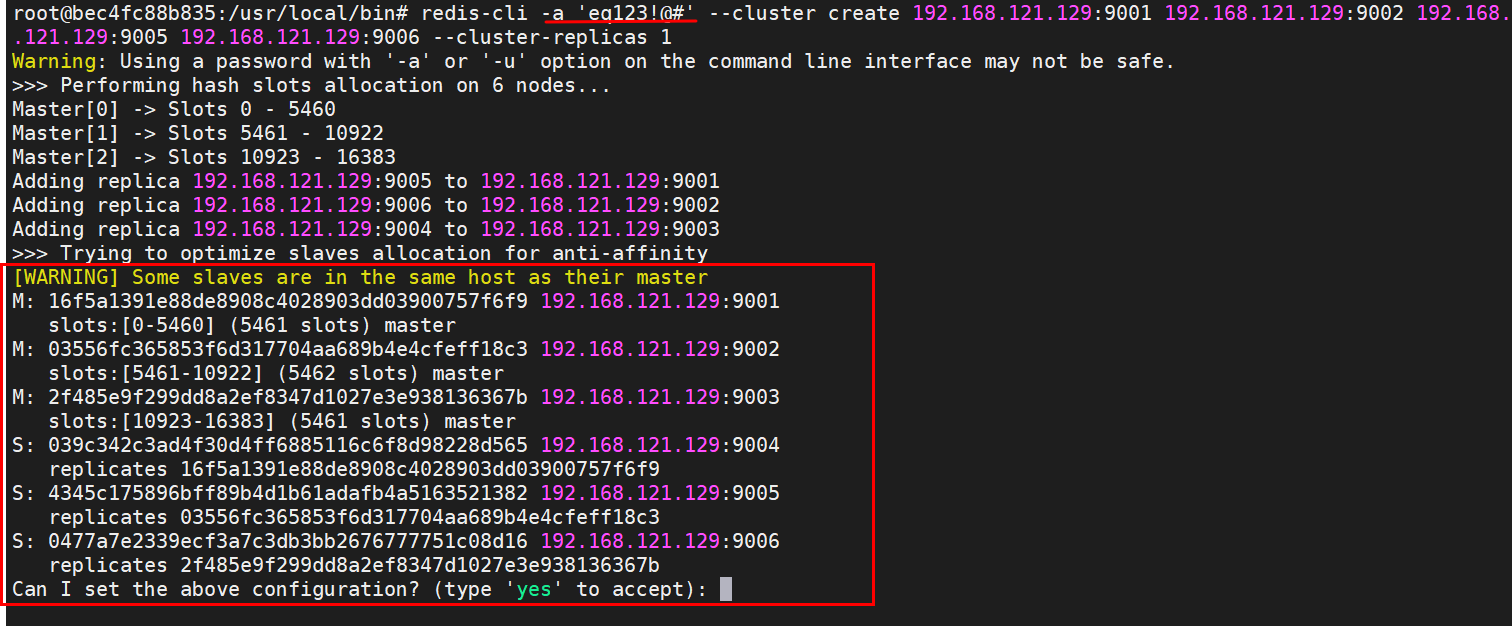 root@bec4fc88b835:/usr/local/bin# redis-cli -a 'eq123!@#' --cluster create 192.168.121.129:9001 192.168.121.129:9002 192.168.
.121.129:9005 192.168.121.129:9006 --cluster-replicas 1
Warning: Using a password with '-a' or '-u' option on the command line interface may not be safe.
>>> Performing hash slots allocation on 6 nodes...
Master[0] -> Slots 0 - 5460
Master[1] -> Slots 5461 - 10922
Master[2] -> Slots 10923 - 16383
Adding replica 192.168.121.129:9005 to 192.168.121.129:9001
Adding replica 192.168.121.129:9006 to 192.168.121.129:9002
Adding replica 192.168.121.129:9004 to 192.168.121.129:9003
>>> Trying to optimize slaves allocation for anti-affinity
[WARNING] Some slaves are in the same host as their master
M: 16f5a1391e88de8908c4028903dd03900757f6f9 192.168.121.129:9001
   slots:[0-5460] (5461 slots) master
M: 03556fc365853f6d317704aa689b4e4cfeff18c3 192.168.121.129:9002
   slots:[5461-10922] (5462 slots) master
M: 2f485e9f299dd8a2ef8347d1027e3e938136367b 192.168.121.129:9003
   slots:[10923-16383] (5461 slots) master
S: 039c342c3ad4f30d4ff6885116c6f8d98228d565 192.168.121.129:9004
   replicates 16f5a1391e88de8908c4028903dd03900757f6f9
S: 4345c175896bff89b4d1b61adafb4a5163521382 192.168.121.129:9005
   replicates 03556fc365853f6d317704aa689b4e4cfeff18c3
S: 0477a7e2339ecf3a7c3db3bb2676777751c08d16 192.168.121.129:9006
   replicates 2f485e9f299dd8a2ef8347d1027e3e938136367b
Can I set the above configuration? (type 'yes' to accept):